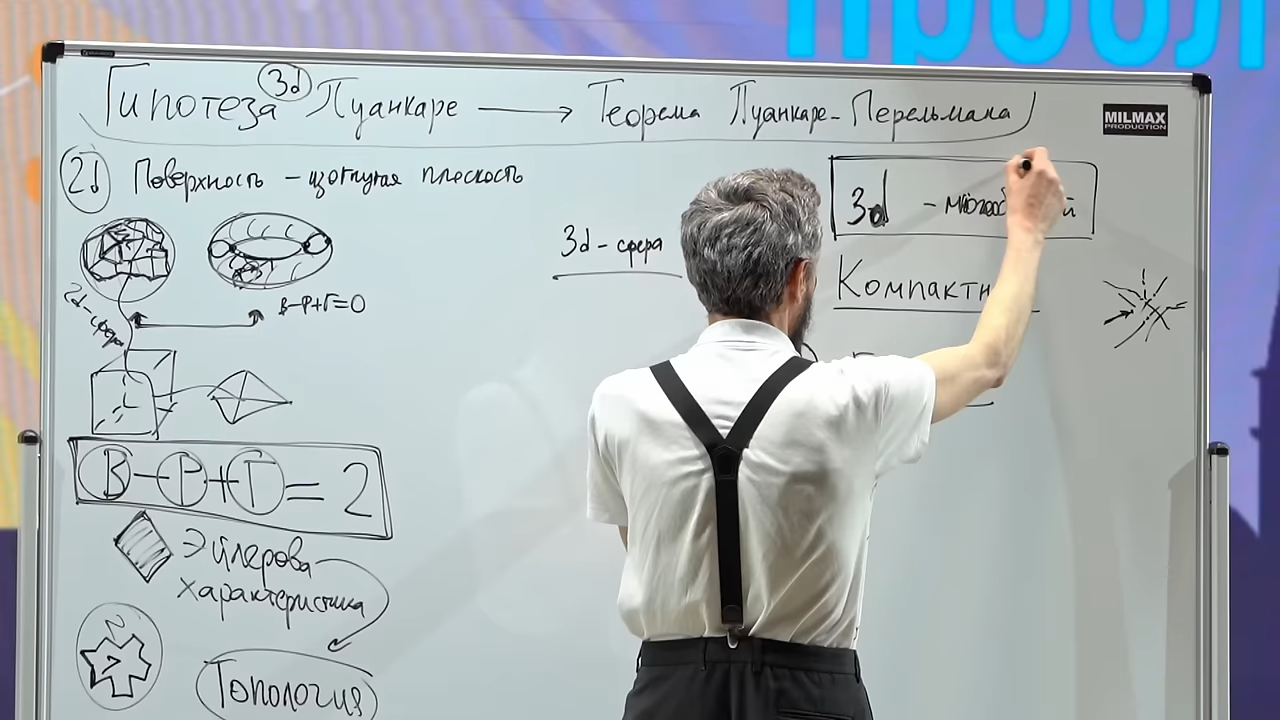 Гипотеза 3d Пуанкаре → Теорема Пуанкаре-Перельмана
MILMAX
PRODUCTION
2d Поверхность – изогнутая плоскость
3d – сфера
3d –
Компактн
2d-сфера
В-Р+Г=0
В-Р+Г=2
Эйлерова
характеристика
Топология